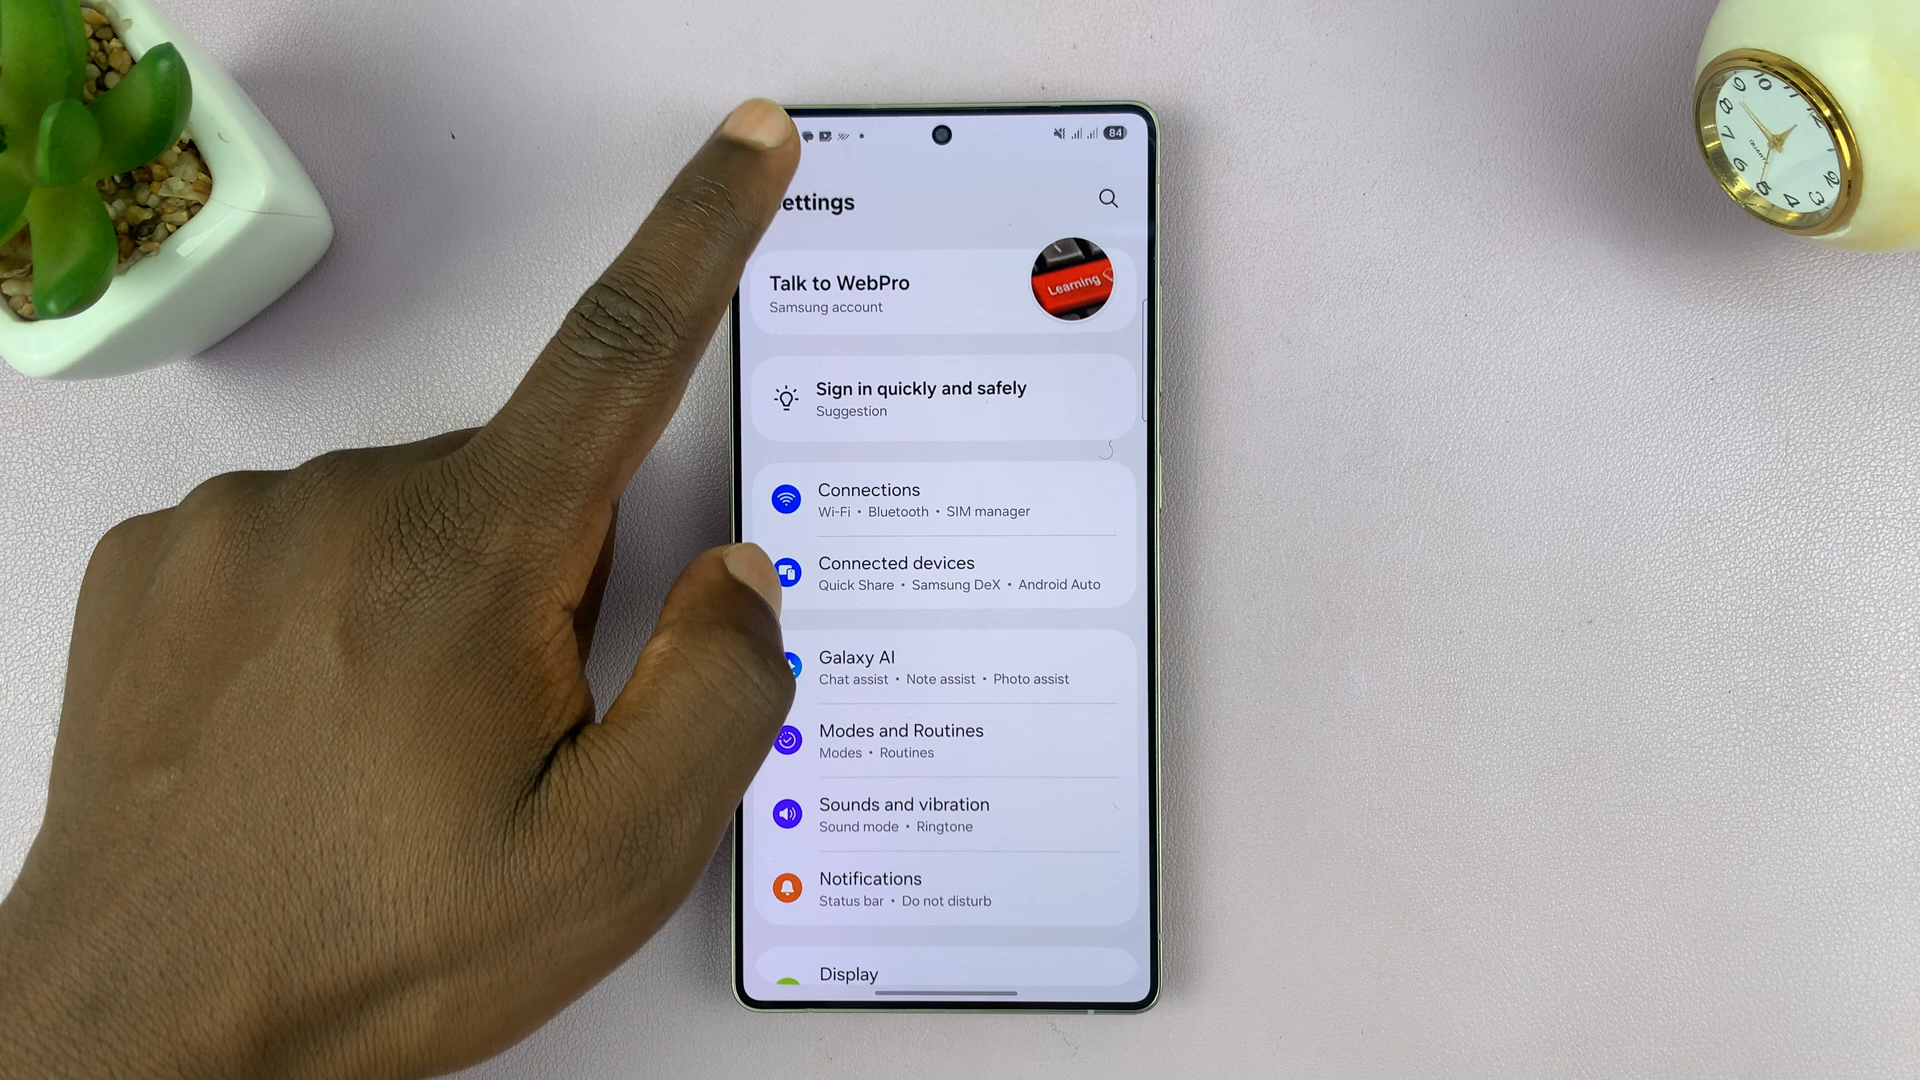 84
ettings
Talk to WebPro
Samsung account
Learning
Sign in quickly and safely
Suggestion
Connections
Wi-Fi • Bluetooth • SIM manager
Connected devices
Quick Share • Samsung DeX • Android Auto
Galaxy AI
Chat assist • Note assist • Photo assist
Modes and Routines
Modes • Routines
Sounds and vibration
Sound mode • Ringtone
Notifications
Status bar • Do not disturb
Display